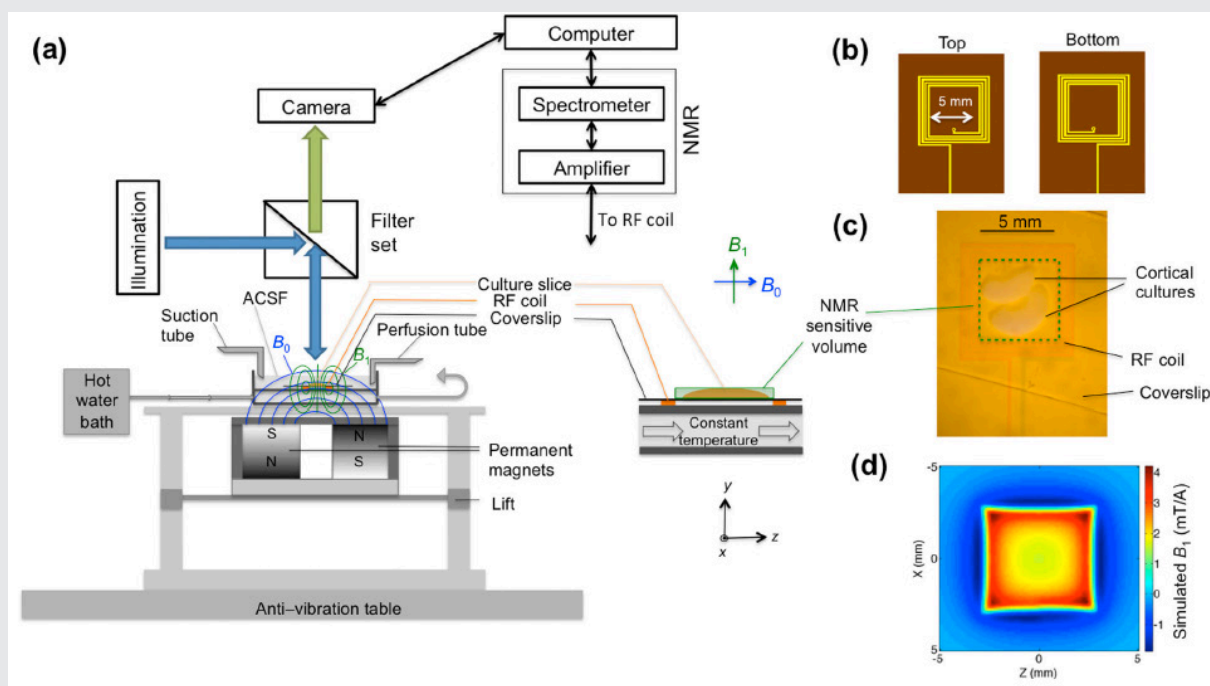 (a)
Computer
Camera
Spectrometer
Amplifier
NMR
To RF coil
Illumination
Filter
set
B1
B0
Culture slice
RF coil
Coverslip
ACSF
Suction
tube
Perfusion tube
B0
B1
Hot
water
bath
S
N
N
S
Permanent
magnets
Lift
Constant
temperature
y
z
x
Anti–vibration table
(b)
Top
Bottom
5 mm
(c)
5 mm
Cortical
cultures
NMR
sensitive
volume
RF coil
Coverslip
(d)
-5
0
5
X (mm)
-5
0
5
Z (mm)
4
3
2
1
0
-1
Simulated B1 (mT/A)